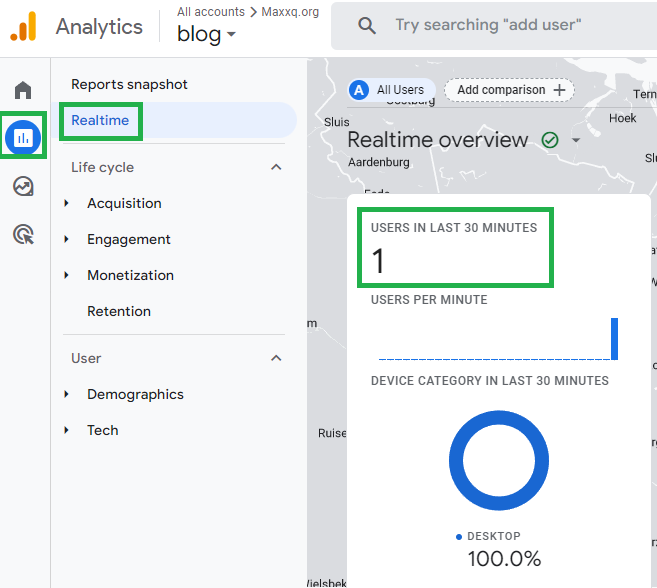 Analytics
All accounts > Maxxq.org
blog
Try searching "add user"
Reports snapshot
Realtime
Life cycle
Acquisition
Engagement
Monetization
Retention
User
Demographics
Tech
A All Users
Add comparison +
Oostburg
Tern
Sluis
Hoek
Realtime overview
Aardenburg
USERS IN LAST 30 MINUTES
1
USERS PER MINUTE
m
DEVICE CATEGORY IN LAST 30 MINUTES
Ruise
DESKTOP
100.0%